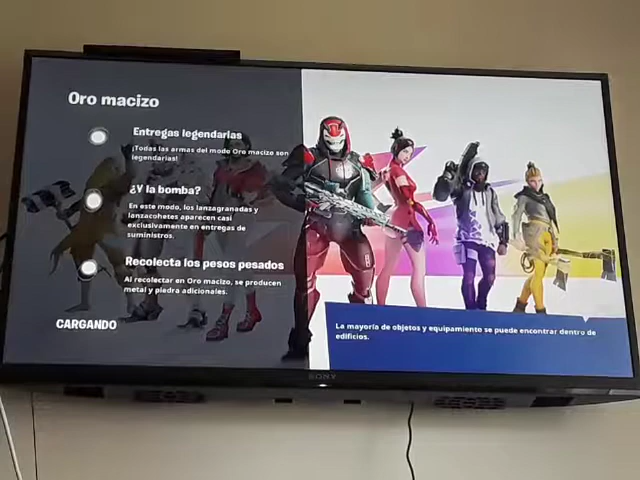 Oro macizo
Entregas legendarias
¡Todas las armas del modo Oro macizo son
legendarias!
¿Y la bomba?
En este modo, los lanzagranadas y
lanzacohetes aparecen casi
exclusivamente en entregas de
suministros.
Recolecta los pesos pesados
Al recolectar en Oro macizo, se producen
metal y piedra adicionales.
CARGANDO
La mayoría de objetos y equipamiento se puede encontrar dentro de
edificios.
SONY